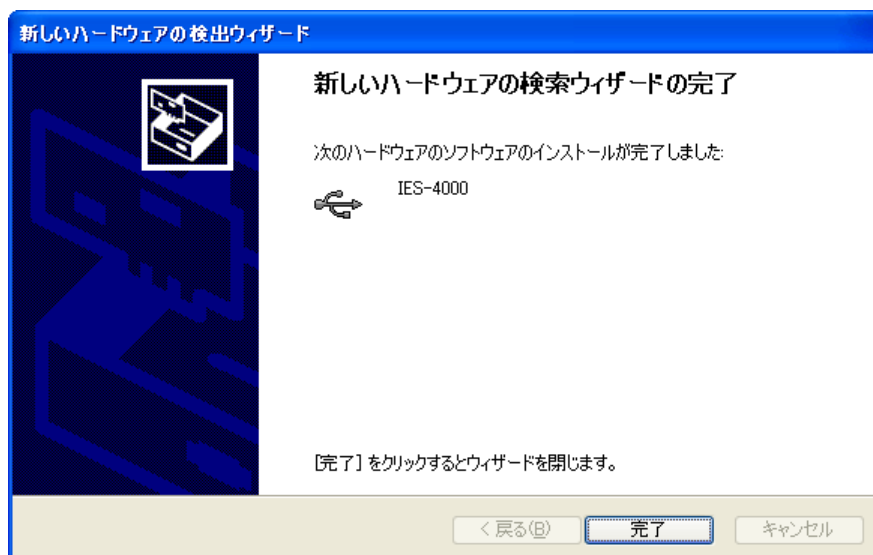 新しいハードウェアの検出ウィザード
新しいハードウェアの検索ウィザードの完了
次のハードウェアのソフトウェアのインストールが完了しました:
IES-4000
[完了] をクリックするとウィザードを閉じます。
< 戻る(B)
完了
キャンセル